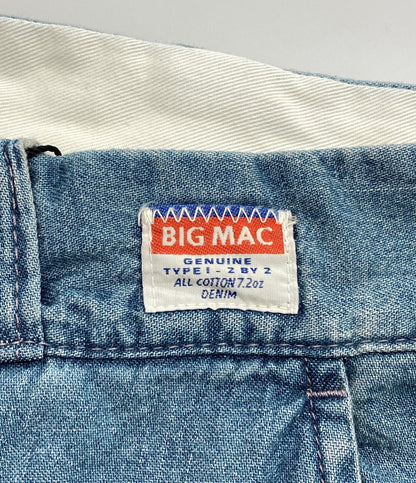 BIG MAC
GENUINE
TYPE I - 2 BY 2
ALL COTTON 7.2oz
DENIM